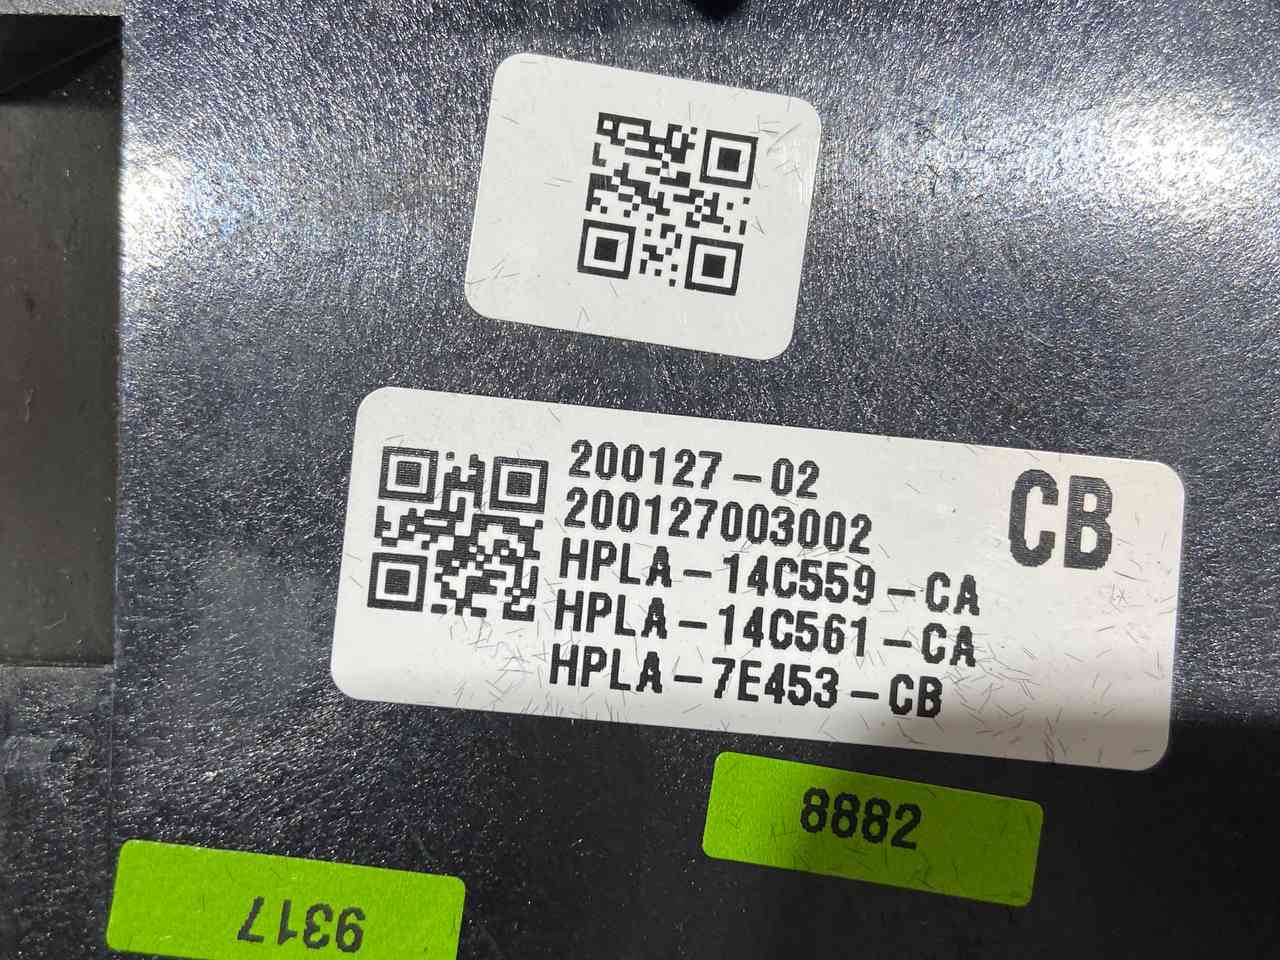 200127-02
CB
200127003002
HPLA-14C559-CA
HPLA-14C561-CA
HPLA-7E453-CB
8882
9317